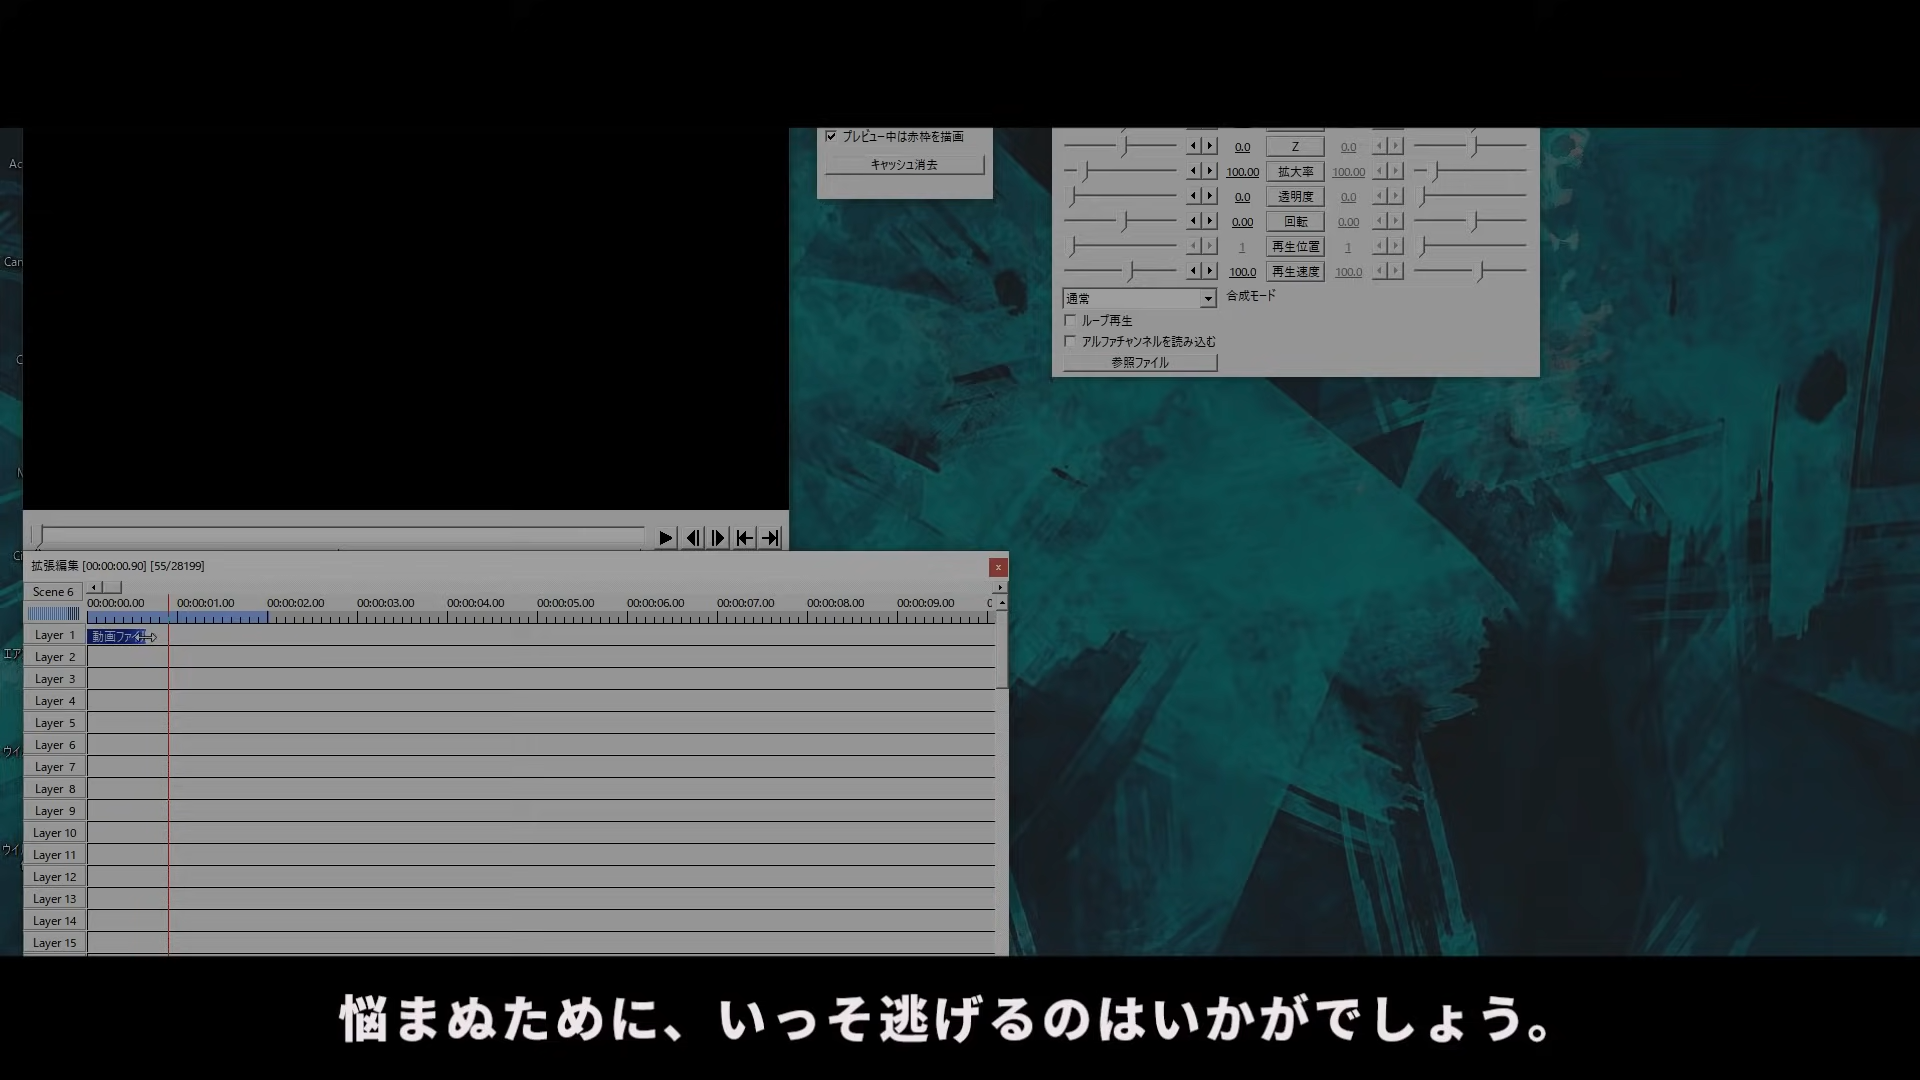 プレビュー中は赤枠を描画
キャッシュ消去
0.0 Z 0.0
100.00 拡大率 100.00
0.0 透明度 0.0
0.00 回転 0.00
1 再生位置 1
100.0 再生速度 100.0
通常 合成モード
ループ再生
アルファチャンネルを読み込む
参照ファイル
拡張編集 [00:00:00.90] [55/28199]
Scene 6
00:00:00.00 00:00:01.00 00:00:02.00 00:00:03.00 00:00:04.00 00:00:05.00 00:00:06.00 00:00:07.00 00:00:08.00 00:00:09.00
Layer 1 動画ファイ
Layer 2
Layer 3
Layer 4
Layer 5
Layer 6
Layer 7
Layer 8
Layer 9
Layer 10
Layer 11
Layer 12
Layer 13
Layer 14
Layer 15
悩まぬために、いっそ逃げるのはいかがでしょう。